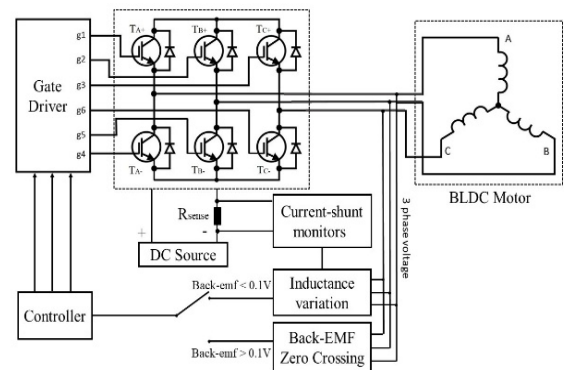 g1
g2
g3
g6
g5
g4
Gate
Driver
TA+
TB+
TC+
TA-
TB-
TC-
A
C
B
BLDC Motor
3 phase voltage
Rsense
+
-
DC Source
Current-shunt
monitors
Back-emf < 0.1V
Inductance
variation
Controller
Back-emf > 0.1V
Back-EMF
Zero Crossing